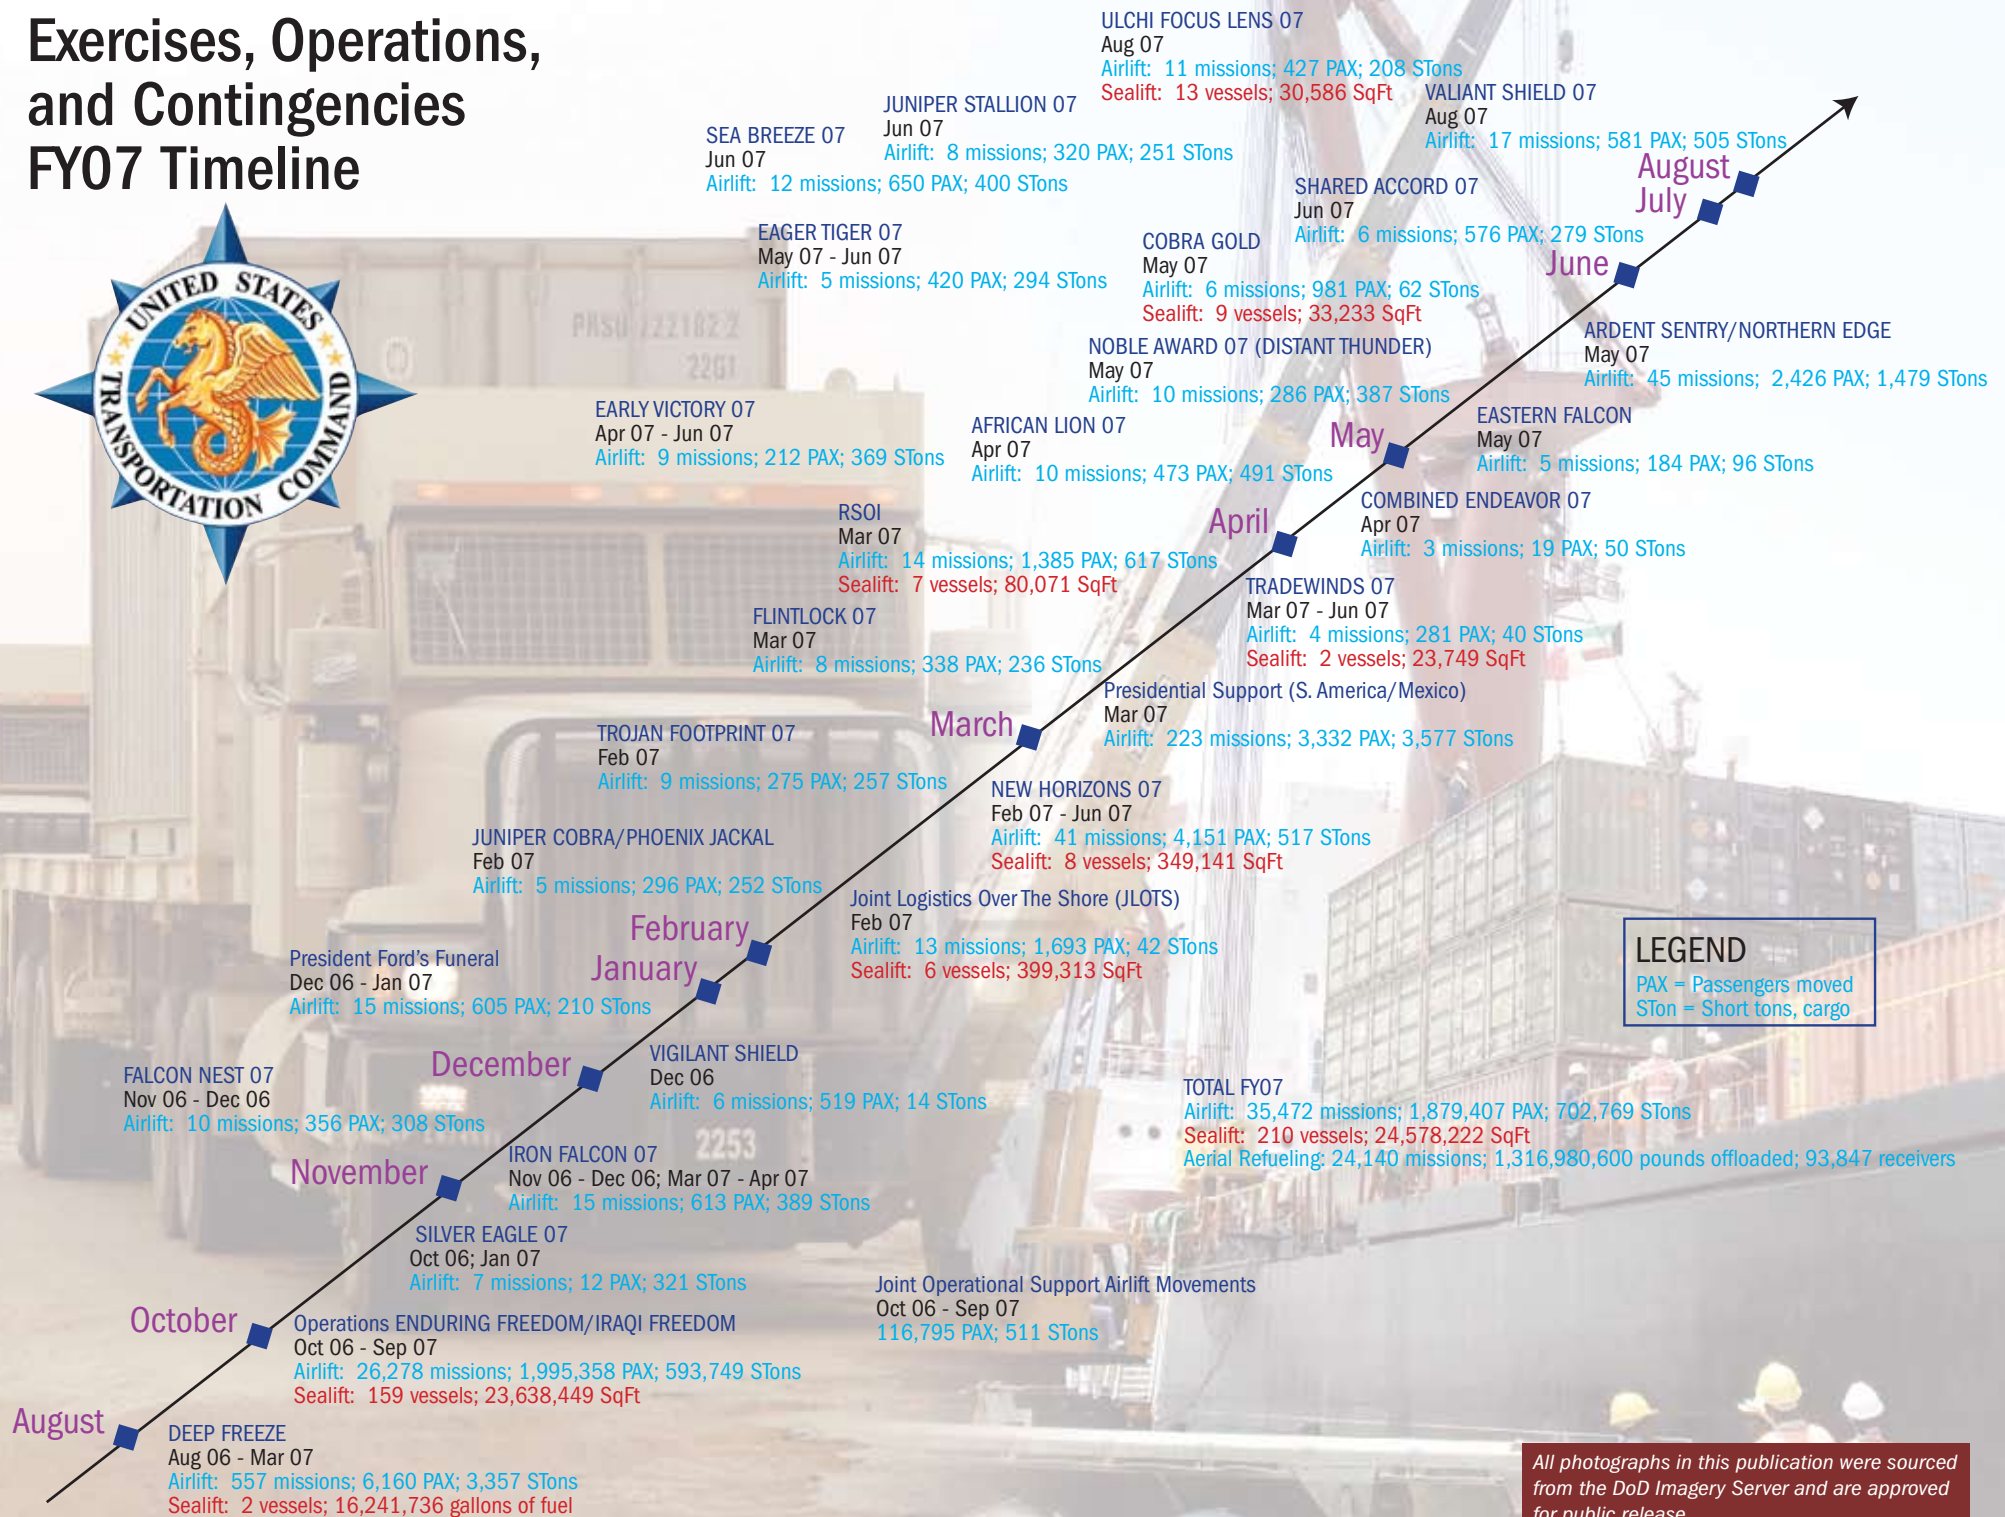 Exercises, Operations,
and Contingencies
FY07 Timeline
UNITED STATES
TRANSPORTATION COMMAND
ULCHI FOCUS LENS 07
Aug 07
Airlift: 11 missions; 427 PAX; 208 STons
Sealift: 13 vessels; 30,586 SqFt
VALIANT SHIELD 07
Aug 07
Airlift: 17 missions; 581 PAX; 505 STons
JUNIPER STALLION 07
Jun 07
Airlift: 8 missions; 320 PAX; 251 STons
SEA BREEZE 07
Jun 07
Airlift: 12 missions; 650 PAX; 400 STons
August
July
SHARED ACCORD 07
Jun 07
Airlift: 6 missions; 576 PAX; 279 STons
EAGER TIGER 07
May 07 - Jun 07
Airlift: 5 missions; 420 PAX; 294 STons
COBRA GOLD
May 07
Airlift: 6 missions; 981 PAX; 62 STons
Sealift: 9 vessels; 33,233 SqFt
June
PRSU 222182 2
22G1
ARDENT SENTRY/NORTHERN EDGE
May 07
Airlift: 45 missions; 2,426 PAX; 1,479 STons
NOBLE AWARD 07 (DISTANT THUNDER)
May 07
Airlift: 10 missions; 286 PAX; 387 STons
EARLY VICTORY 07
Apr 07 - Jun 07
Airlift: 9 missions; 212 PAX; 369 STons
AFRICAN LION 07
Apr 07
Airlift: 10 missions; 473 PAX; 491 STons
May
EASTERN FALCON
May 07
Airlift: 5 missions; 184 PAX; 96 STons
RSOI
Mar 07
Airlift: 14 missions; 1,385 PAX; 617 STons
Sealift: 7 vessels; 80,071 SqFt
April
COMBINED ENDEAVOR 07
Apr 07
Airlift: 3 missions; 19 PAX; 50 STons
FLINTLOCK 07
Mar 07
Airlift: 8 missions; 338 PAX; 236 STons
TRADEWINDS 07
Mar 07 - Jun 07
Airlift: 4 missions; 281 PAX; 40 STons
Sealift: 2 vessels; 23,749 SqFt
Presidential Support (S. America/Mexico)
Mar 07
Airlift: 223 missions; 3,332 PAX; 3,577 STons
March
TROJAN FOOTPRINT 07
Feb 07
Airlift: 9 missions; 275 PAX; 257 STons
NEW HORIZONS 07
Feb 07 - Jun 07
Airlift: 41 missions; 4,151 PAX; 517 STons
Sealift: 8 vessels; 349,141 SqFt
JUNIPER COBRA/PHOENIX JACKAL
Feb 07
Airlift: 5 missions; 296 PAX; 252 STons
Joint Logistics Over The Shore (JLOTS)
Feb 07
Airlift: 13 missions; 1,693 PAX; 42 STons
Sealift: 6 vessels; 399,313 SqFt
February
January
LEGEND
PAX = Passengers moved
STon = Short tons, cargo
President Ford's Funeral
Dec 06 - Jan 07
Airlift: 15 missions; 605 PAX; 210 STons
December
VIGILANT SHIELD
Dec 06
Airlift: 6 missions; 519 PAX; 14 STons
FALCON NEST 07
Nov 06 - Dec 06
Airlift: 10 missions; 356 PAX; 308 STons
TOTAL FY07
Airlift: 35,472 missions; 1,879,407 PAX; 702,769 STons
Sealift: 210 vessels; 24,578,222 SqFt
Aerial Refueling: 24,140 missions; 1,316,980,600 pounds offloaded; 93,847 receivers
2253
November
IRON FALCON 07
Nov 06 - Dec 06; Mar 07 - Apr 07
Airlift: 15 missions; 613 PAX; 389 STons
SILVER EAGLE 07
Oct 06; Jan 07
Airlift: 7 missions; 12 PAX; 321 STons
Joint Operational Support Airlift Movements
Oct 06 - Sep 07
116,795 PAX; 511 STons
October
Operations ENDURING FREEDOM/IRAQI FREEDOM
Oct 06 - Sep 07
Airlift: 26,278 missions; 1,995,358 PAX; 593,749 STons
Sealift: 159 vessels; 23,638,449 SqFt
August
DEEP FREEZE
Aug 06 - Mar 07
Airlift: 557 missions; 6,160 PAX; 3,357 STons
Sealift: 2 vessels; 16,241,736 gallons of fuel
All photographs in this publication were sourced
from the DoD Imagery Server and are approved
for public release